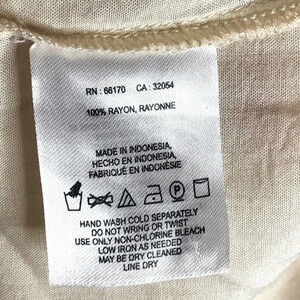 RN : 66170 CA : 32054
100% RAYON, RAYONNE
MADE IN INDONESIA,
HECHO EN INDONESIA,
FABRIQUÉ EN INDONÉSIE
HAND WASH COLD SEPARATELY
DO NOT WRING OR TWIST
USE ONLY NON-CHLORINE BLEACH
LOW IRON AS NEEDED
MAY BE DRY CLEANED
LINE DRY